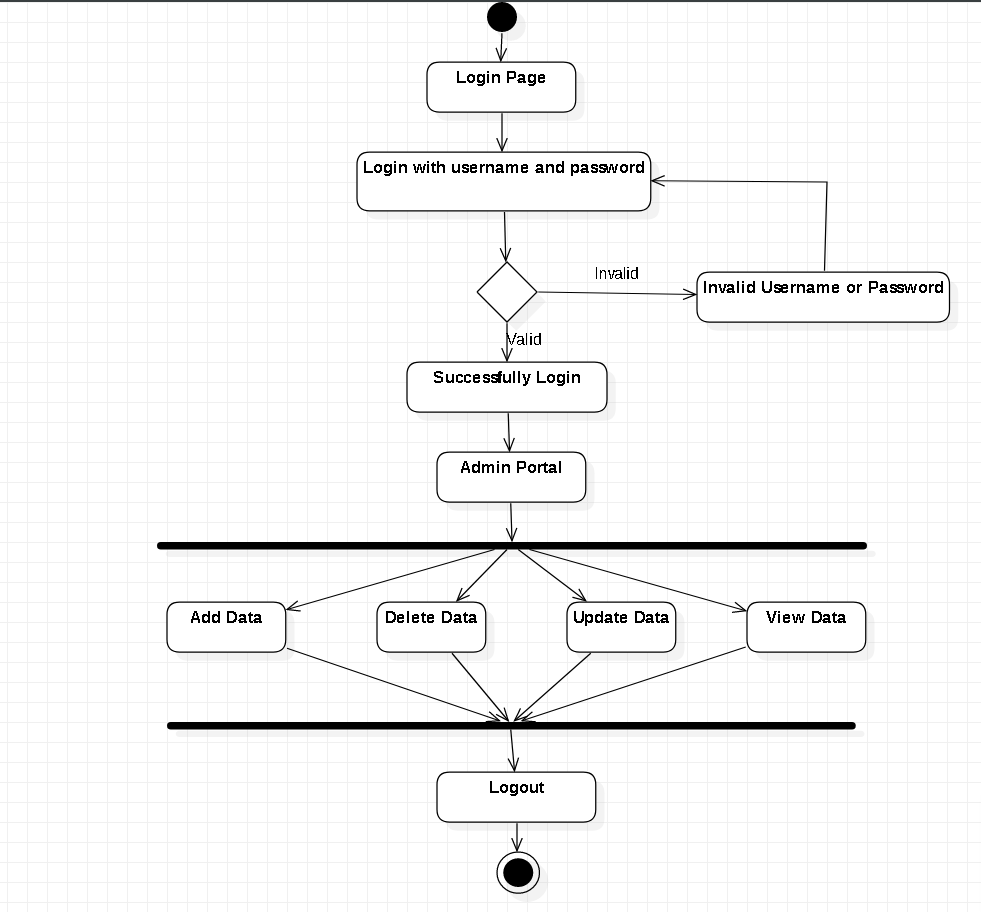 Login Page
Login with username and password
Invalid
Invalid Username or Password
Valid
Successfully Login
Admin Portal
Add Data
Delete Data
Update Data
View Data
Logout